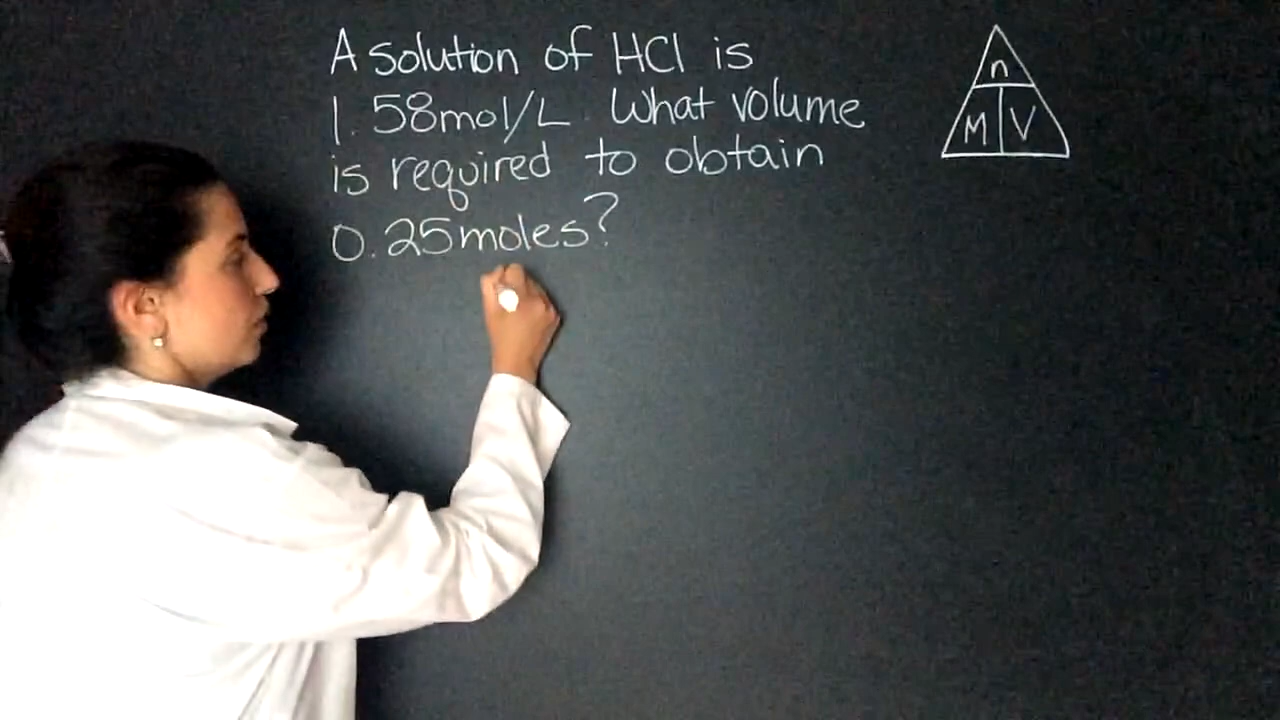 A solution of HCl is
1.58mol/L. What volume
is required to obtain
0.25moles?
n
M V